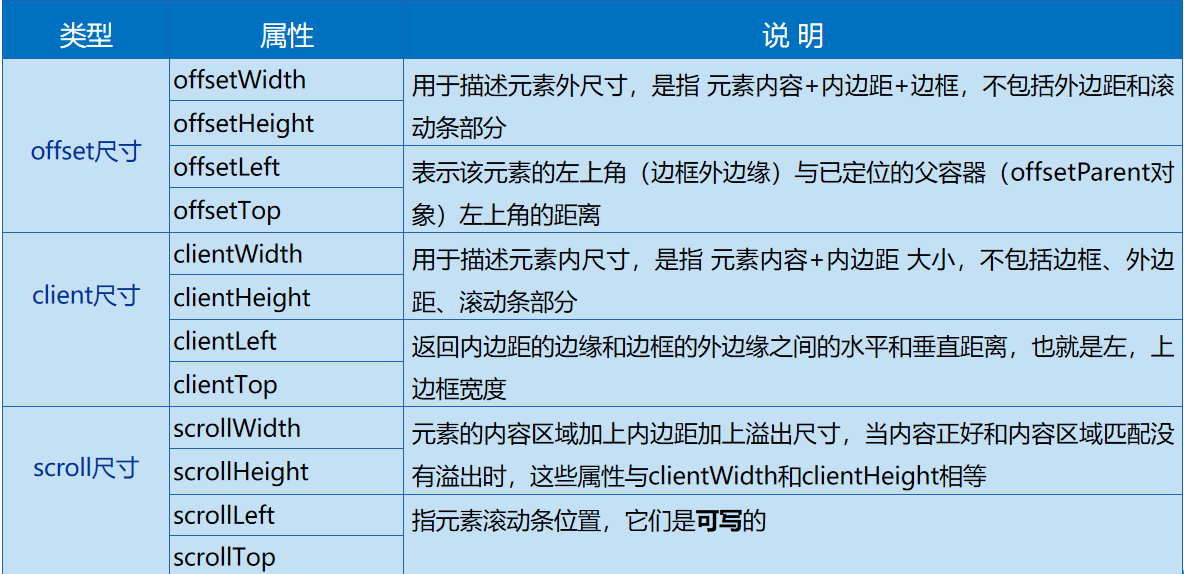 类型 属性 说 明
offset尺寸
offsetWidth
offsetHeight
用于描述元素外尺寸，是指 元素内容+内边距+边框，不包括外边距和滚
动条部分
offsetLeft
offsetTop
表示该元素的左上角（边框外边缘）与已定位的父容器（offsetParent对
象）左上角的距离
client尺寸
clientWidth
clientHeight
用于描述元素内尺寸，是指 元素内容+内边距 大小，不包括边框、外边
距、滚动条部分
clientLeft
clientTop
返回内边距的边缘和边框的外边缘之间的水平和垂直距离，也就是左，上
边框宽度
scroll尺寸
scrollWidth
scrollHeight
元素的内容区域加上内边距加上溢出尺寸，当内容正好和内容区域匹配没
有溢出时，这些属性与clientWidth和clientHeight相等
scrollLeft
scrollTop
指元素滚动条位置，它们是可写的